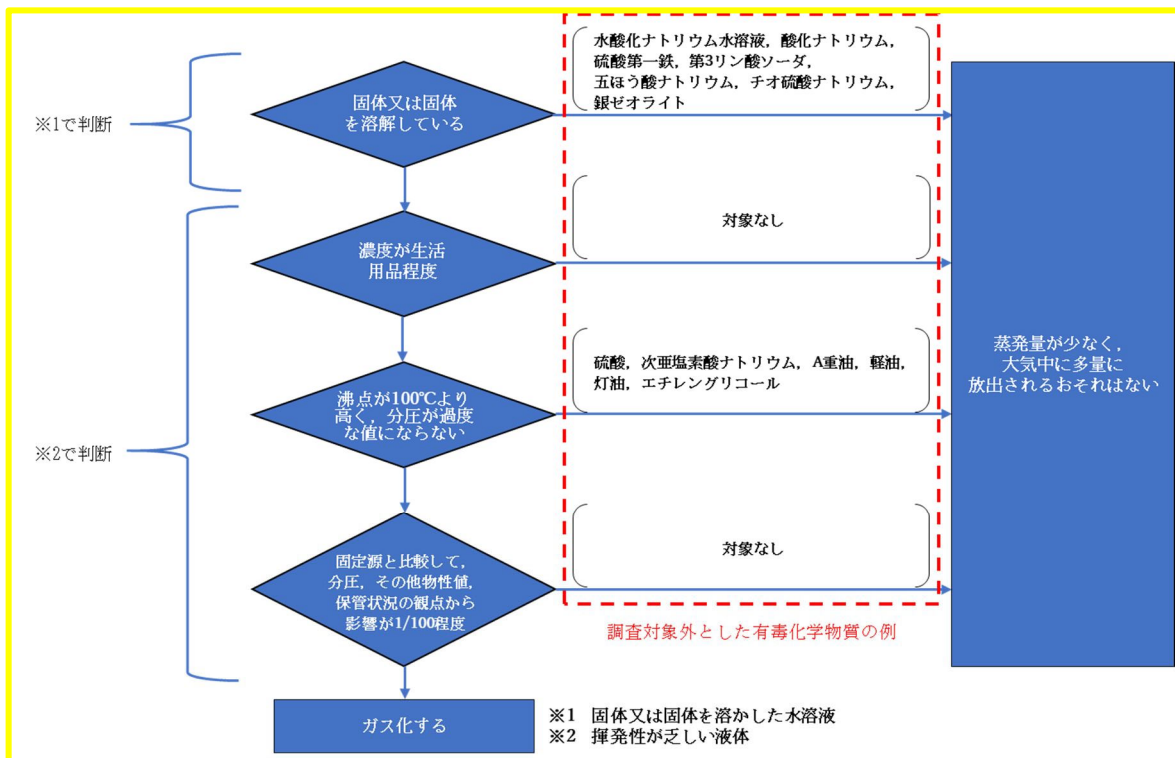 ※1で判断
固体又は固体
を溶解している
水酸化ナトリウム水溶液，酸化ナトリウム，
硫酸第一鉄，第3リン酸ソーダ，
五ほう酸ナトリウム，チオ硫酸ナトリウム，
銀ゼオライト
濃度が生活
用品程度
対象なし
※2で判断
沸点が100℃より
高く，分圧が過度
な値にならない
硫酸，次亜塩素酸ナトリウム，A重油，軽油，
灯油，エチレングリコール
固定源と比較して，
分圧，その他物性値，
保管状況の観点から
影響が1/100程度
対象なし
蒸発量が少なく，
大気中に多量に
放出されるおそれはない
調査対象外とした有毒化学物質の例
ガス化する
※1 固体又は固体を溶かした水溶液
※2 揮発性が乏しい液体